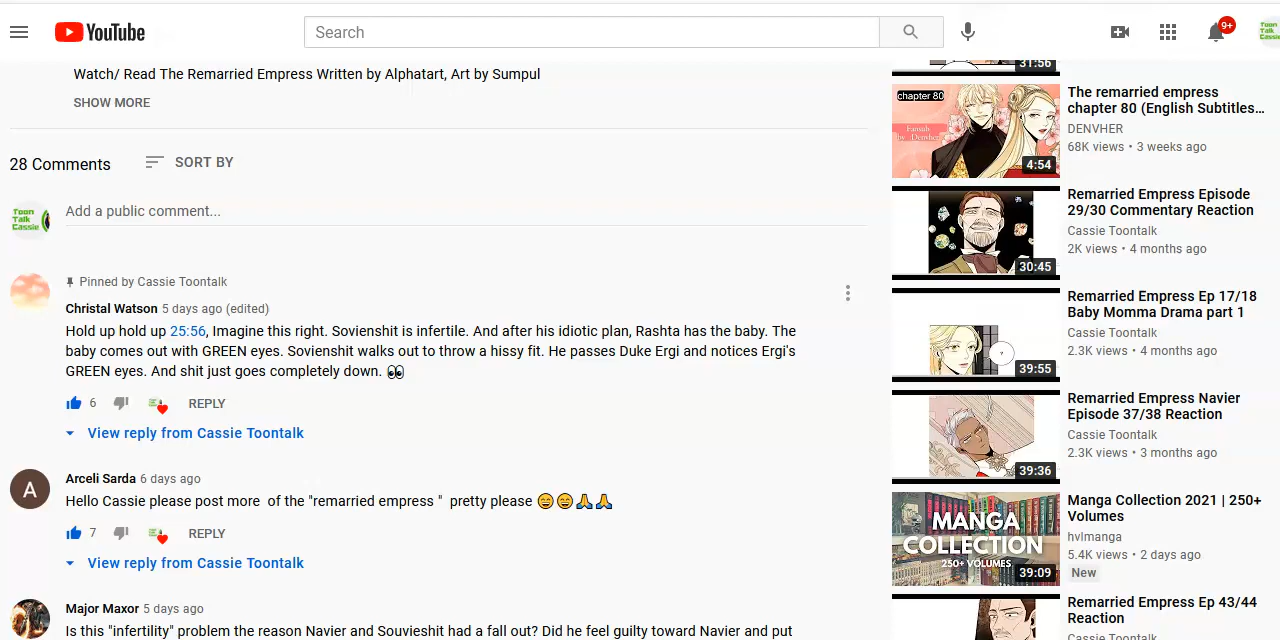 YouTube
Search
9+
Toon
Talk
Cassie
Watch/ Read The Remarried Empress Written by Alphatart, Art by Sumpul
SHOW MORE
28 Comments
SORT BY
Toon
Talk
Cassie
Add a public comment...
Pinned by Cassie Toontalk
Christal Watson 5 days ago (edited)
Hold up hold up 25:56, Imagine this right. Sovienshit is infertile. And after his idiotic plan, Rashta has the baby. The
baby comes out with GREEN eyes. Sovienshit walks out to throw a hissy fit. He passes Duke Ergi and notices Ergi's
GREEN eyes. And shit just goes completely down. 👀
6
REPLY
View reply from Cassie Toontalk
A
Arceli Sarda 6 days ago
Hello Cassie please post more  of the "remarried empress "  pretty please 😄😄🙏🙏
7
REPLY
View reply from Cassie Toontalk
Major Maxor 5 days ago
Is this "infertility" problem the reason Navier and Souvieshit had a fall out? Did he feel guilty toward Navier and put
31:56
chapter 80
Fansub
by Denvher
4:54
The remarried empress
chapter 80 (English Subtitles...
DENVHER
68K views • 3 weeks ago
30:45
Remarried Empress Episode
29/30 Commentary Reaction
Cassie Toontalk
2K views • 4 months ago
39:55
Remarried Empress Ep 17/18
Baby Momma Drama part 1
Cassie Toontalk
2.3K views • 4 months ago
39:36
Remarried Empress Navier
Episode 37/38 Reaction
Cassie Toontalk
2.3K views • 3 months ago
MANGA
COLLECTION
250+ VOLUMES
39:09
Manga Collection 2021 | 250+
Volumes
hvlmanga
5.4K views • 2 days ago
New
Remarried Empress Ep 43/44
Reaction
Cassie Toontalk